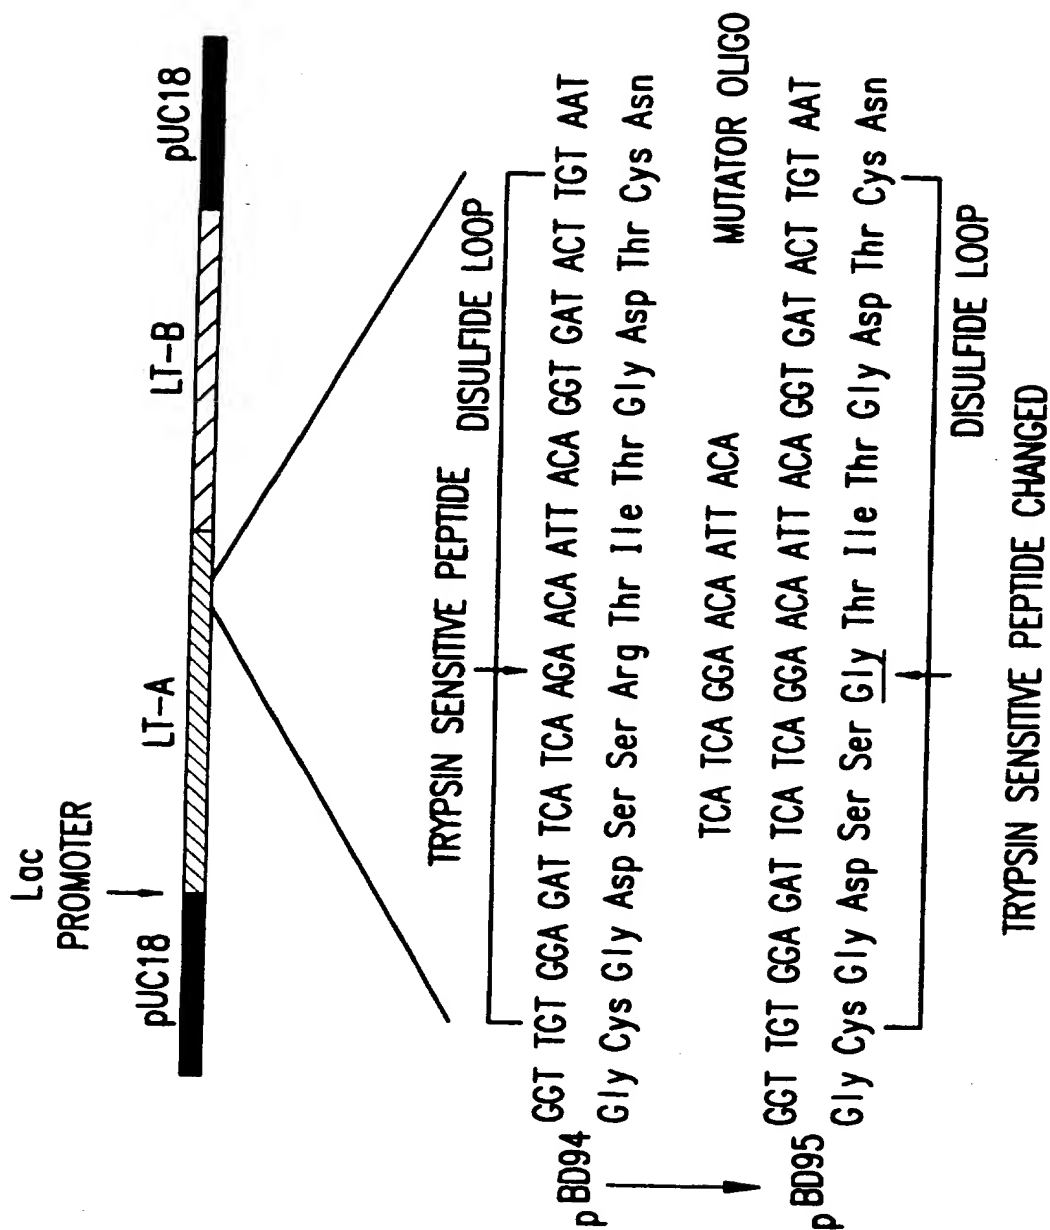 Lac
PROMOTER
pUC18
LT-A
LT-B
pUC18
TRYPSIN SENSITIVE PEPTIDE
DISULFIDE LOOP
GGT TGT GGA GAT TCA TCA AGA ACA ATT ACA GGT GAT ACT TGT AAT
pBD94
Gly Cys Gly Asp Ser Ser Arg Thr Ile Thr Gly Asp Thr Cys Asn
TCA TCA GGA ACA ATT ACA
MUTATOR OLIGO
GGT TGT GGA GAT TCA TCA GGA ACA ATT ACA GGT GAT ACT TGT AAT
pBD95
Gly Cys Gly Asp Ser Ser Gly Thr Ile Thr Gly Asp Thr Cys Asn
DISULFIDE LOOP
TRYPSIN SENSITIVE PEPTIDE CHANGED